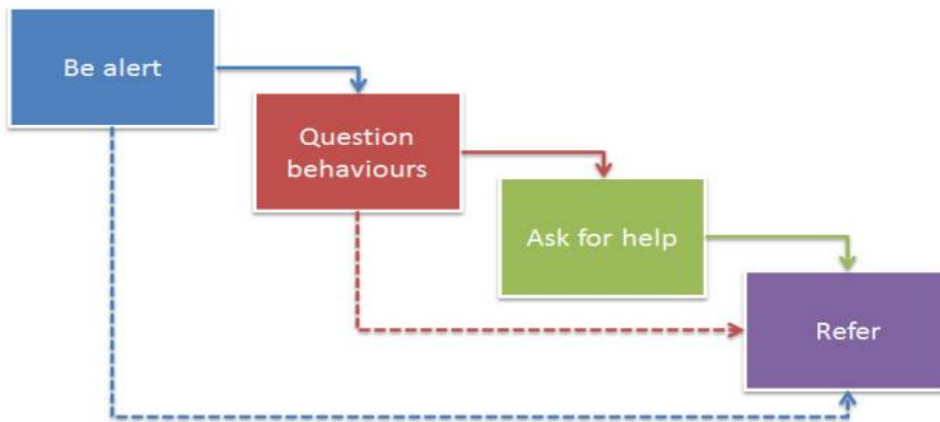 Be alert
Question
behaviours
Ask for help
Refer